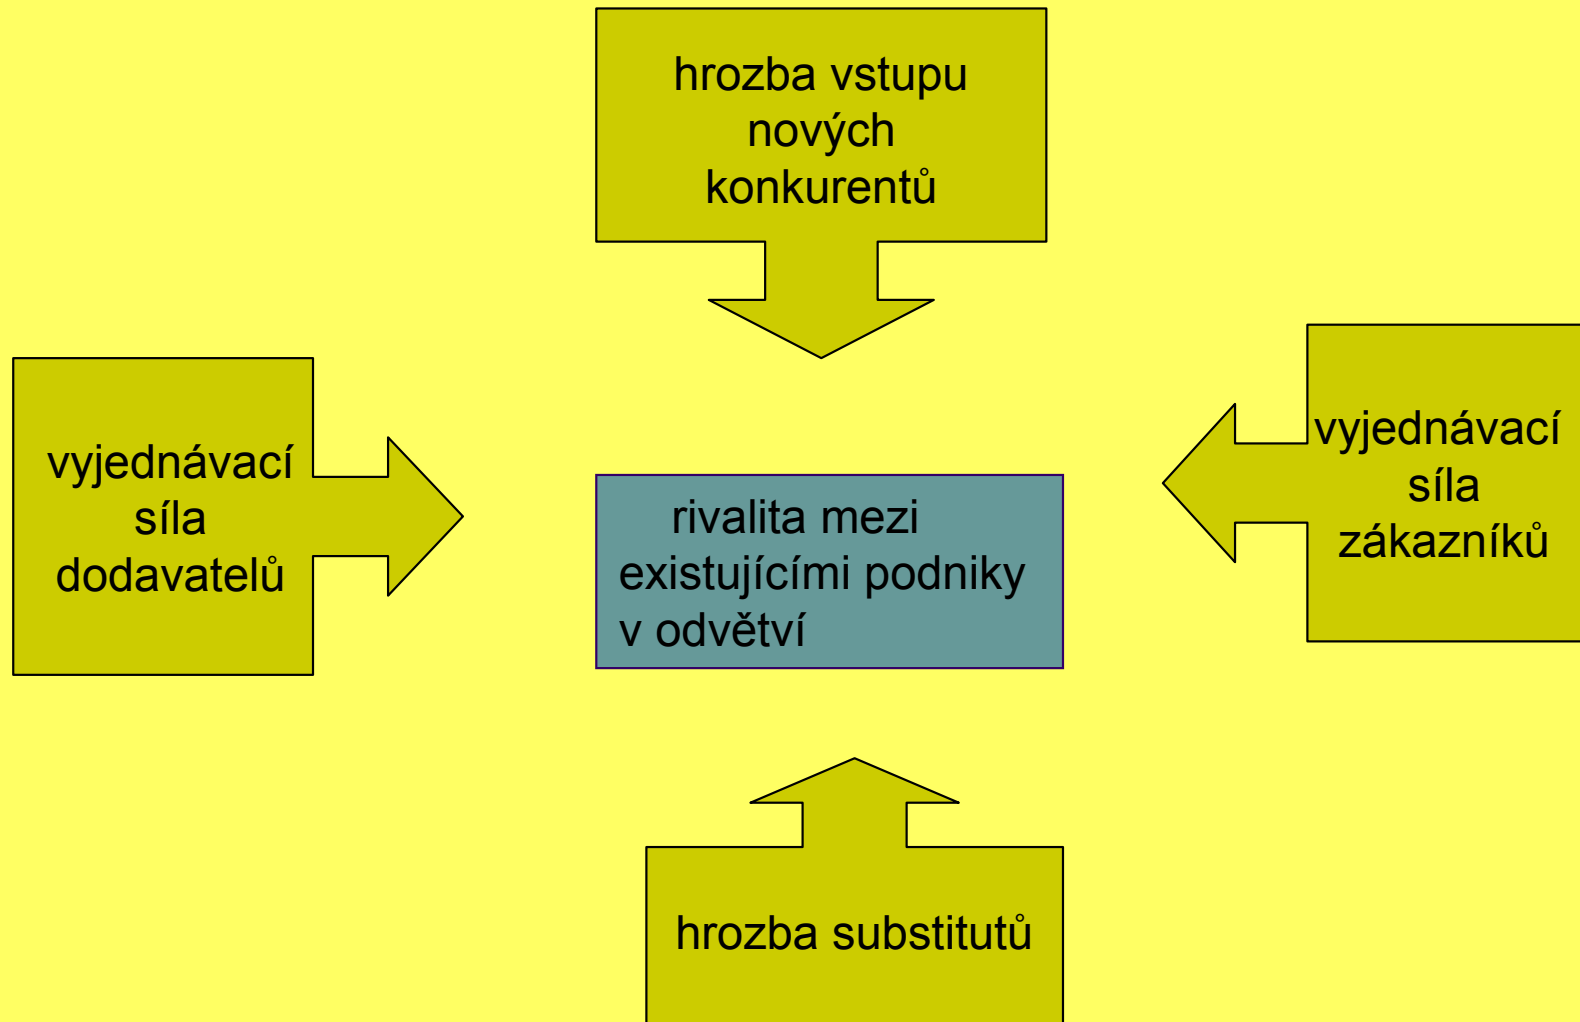 hrozba vstupu
nových
konkurentů
vyjednávací
síla
dodavatelů
rivalita mezi
existujícími podniky
v odvětví
vyjednávací
síla
zákazníků
hrozba substitutů